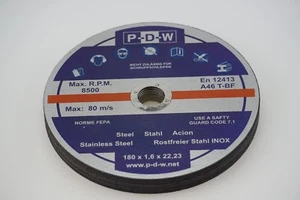 P-D-W
NICHT ZULÄSSIG FÜR
SCHRUPPSCHLEIFEN
Max. R.P.M.
8500
En 12413
A46 T-BF
Max: 80 m/s
NORME FEPA
USE A SAFTY
GUARD CODE 7.1
Steel Stahl Acion
Stainless Steel Rostfreier Stahl INOX
180 x 1,6 x 22,23
www.p-d-w.net